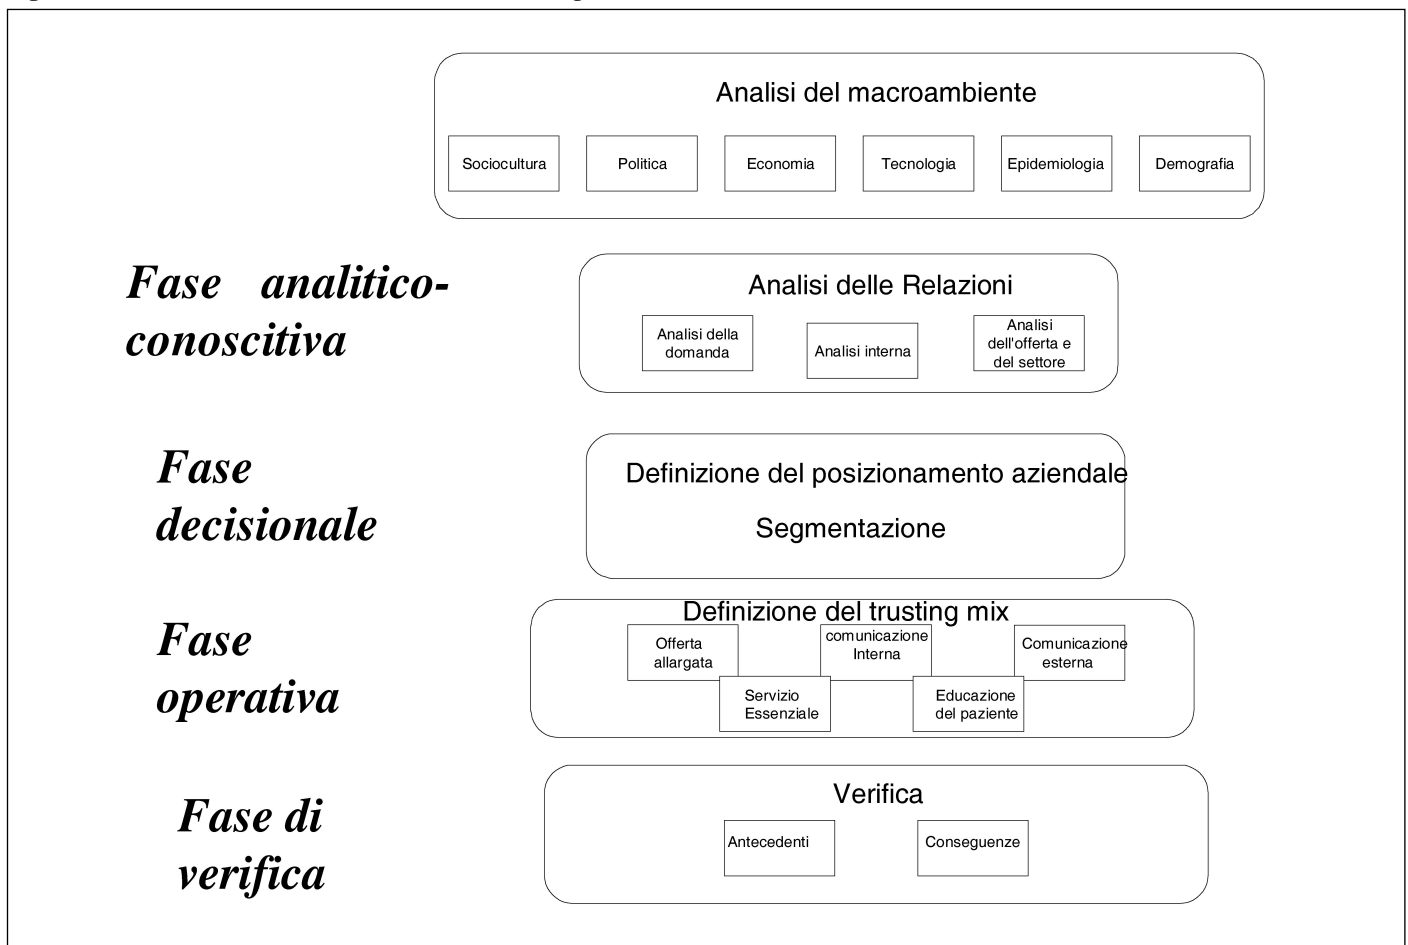 Analisi del macroambiente
Sociocultura
Politica
Economia
Tecnologia
Epidemiologia
Demografia
Fase analitico-
conoscitiva
Analisi delle Relazioni
Analisi della
domanda
Analisi interna
Analisi
dell'offerta e
del settore
Fase
decisionale
Definizione del posizionamento aziendale
Segmentazione
Fase
operativa
Definizione del trusting mix
Offerta
allargata
comunicazione
Interna
Comunicazione
esterna
Servizio
Essenziale
Educazione
del paziente
Fase di
verifica
Verifica
Antecedenti
Conseguenze